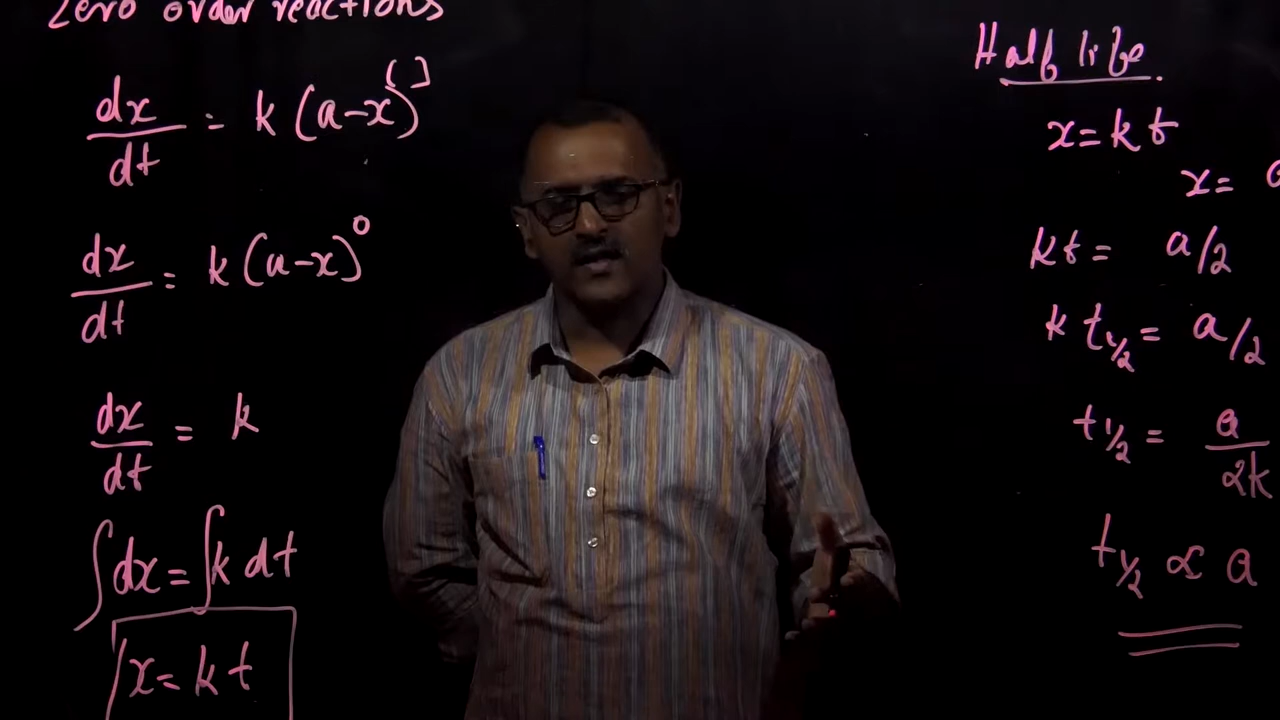 Zero order reactions
dx/dt = k(a-x)^[ ]
dx/dt = k(a-x)^0
dx/dt = k
∫dx = ∫k dt
x = kt
Half life
x = kt
x =
kt = a/2
k t1/2 = a/2
t1/2 = a/2k
t1/2 ∝ a